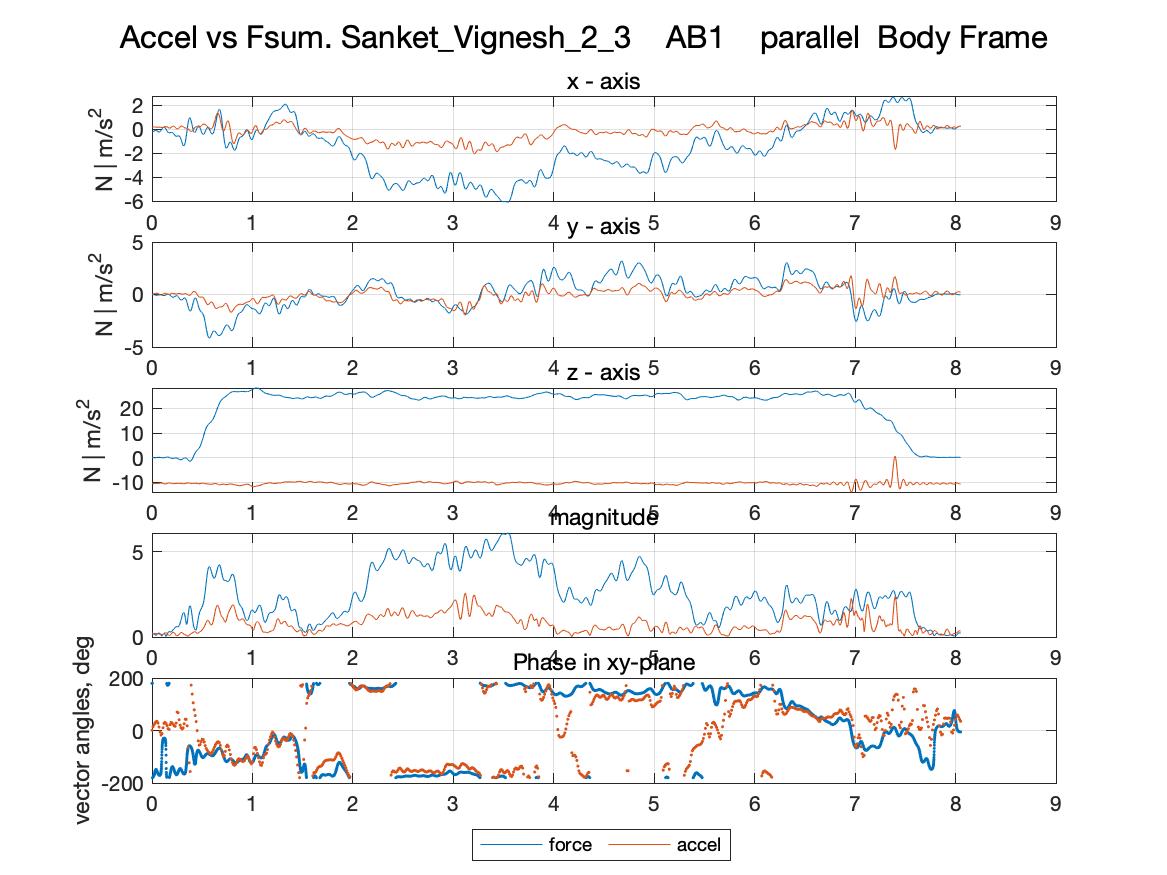 Accel vs Fsum. Sanket_Vignesh_2_3 AB1 parallel Body Frame
x - axis
N | m/s²
2
0
-2
-4
-6
0 1 2 3 4 5 6 7 8 9
y - axis
N | m/s²
5
0
-5
0 1 2 3 4 5 6 7 8 9
z - axis
N | m/s²
20
10
0
-10
0 1 2 3 4 5 6 7 8 9
magnitude
5
0
0 1 2 3 4 5 6 7 8 9
Phase in xy-plane
vector angles, deg
200
0
-200
0 1 2 3 4 5 6 7 8 9
force accel